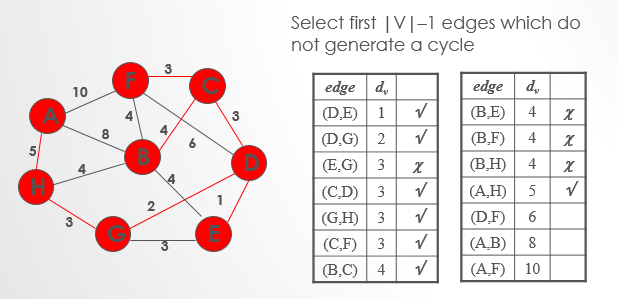 Select first |V|–1 edges which do
not generate a cycle
edge dv
(D,E) 1 √
(D,G) 2 √
(E,G) 3 χ
(C,D) 3 √
(G,H) 3 √
(C,F) 3 √
(B,C) 4 √
edge dv
(B,E) 4 χ
(B,F) 4 χ
(B,H) 4 χ
(A,H) 5 √
(D,F) 6
(A,B) 8
(A,F) 10
3
F
C
10
A
4
3
8
4
6
5
B
D
4
4
H
1
2
3
G
E
3